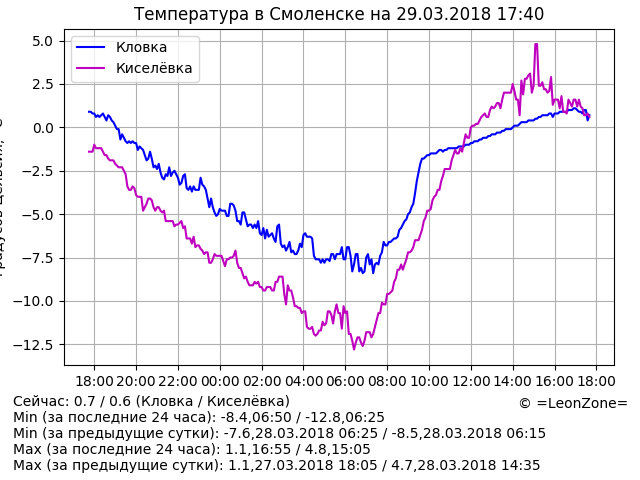 Температура в Смоленске на 29.03.2018 17:40
5.0
2.5
0.0
−2.5
−5.0
−7.5
−10.0
−12.5
Кловка
Киселёвка
18:00 20:00 22:00 00:00 02:00 04:00 06:00 08:00 10:00 12:00 14:00 16:00 18:00
Сейчас: 0.7 / 0.6 (Кловка / Киселёвка)
© =LeonZone=
Min (за последние 24 часа): -8.4,06:50 / -12.8,06:25
Min (за предыдущие сутки): -7.6,28.03.2018 06:25 / -8.5,28.03.2018 06:15
Max (за последние 24 часа): 1.1,16:55 / 4.8,15:05
Max (за предыдущие сутки): 1.1,27.03.2018 18:05 / 4.7,28.03.2018 14:35